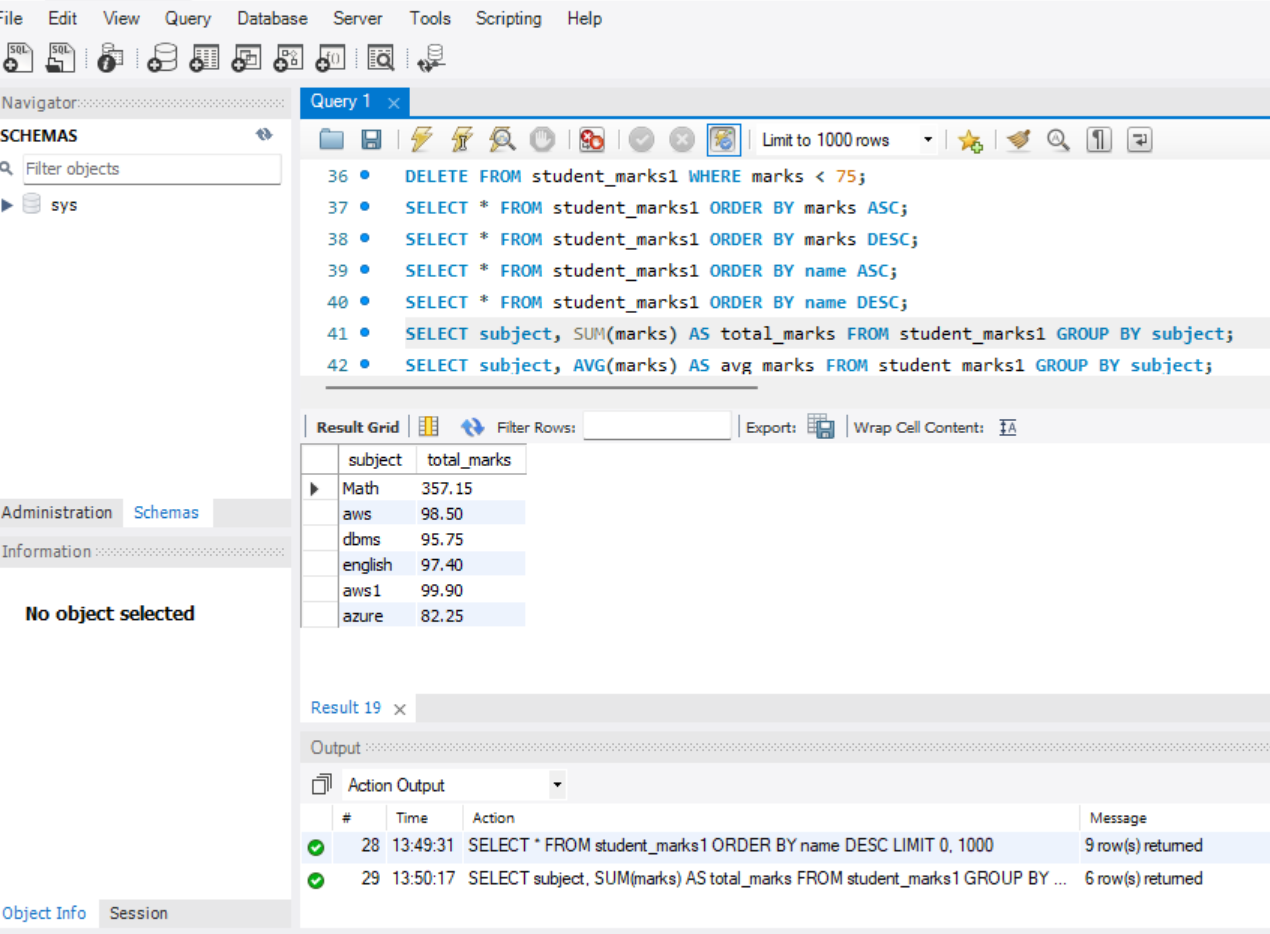 File Edit View Query Database Server Tools Scripting Help
SQL SQL
Navigator
SCHEMAS
Filter objects
sys
Administration Schemas
Information
No object selected
Object Info Session
Query 1
Limit to 1000 rows
36 DELETE FROM student_marks1 WHERE marks < 75;
37 SELECT * FROM student_marks1 ORDER BY marks ASC;
38 SELECT * FROM student_marks1 ORDER BY marks DESC;
39 SELECT * FROM student_marks1 ORDER BY name ASC;
40 SELECT * FROM student_marks1 ORDER BY name DESC;
41 SELECT subject, SUM(marks) AS total_marks FROM student_marks1 GROUP BY subject;
42 SELECT subject, AVG(marks) AS avg_marks FROM student_marks1 GROUP BY subject;
Result Grid Filter Rows: Export: Wrap Cell Content:
subject total_marks
Math 357.15
aws 98.50
dbms 95.75
english 97.40
aws1 99.90
azure 82.25
Result 19
Output
Action Output
# Time Action Message
28 13:49:31 SELECT * FROM student_marks1 ORDER BY name DESC LIMIT 0, 1000 9 row(s) returned
29 13:50:17 SELECT subject, SUM(marks) AS total_marks FROM student_marks1 GROUP BY ... 6 row(s) returned